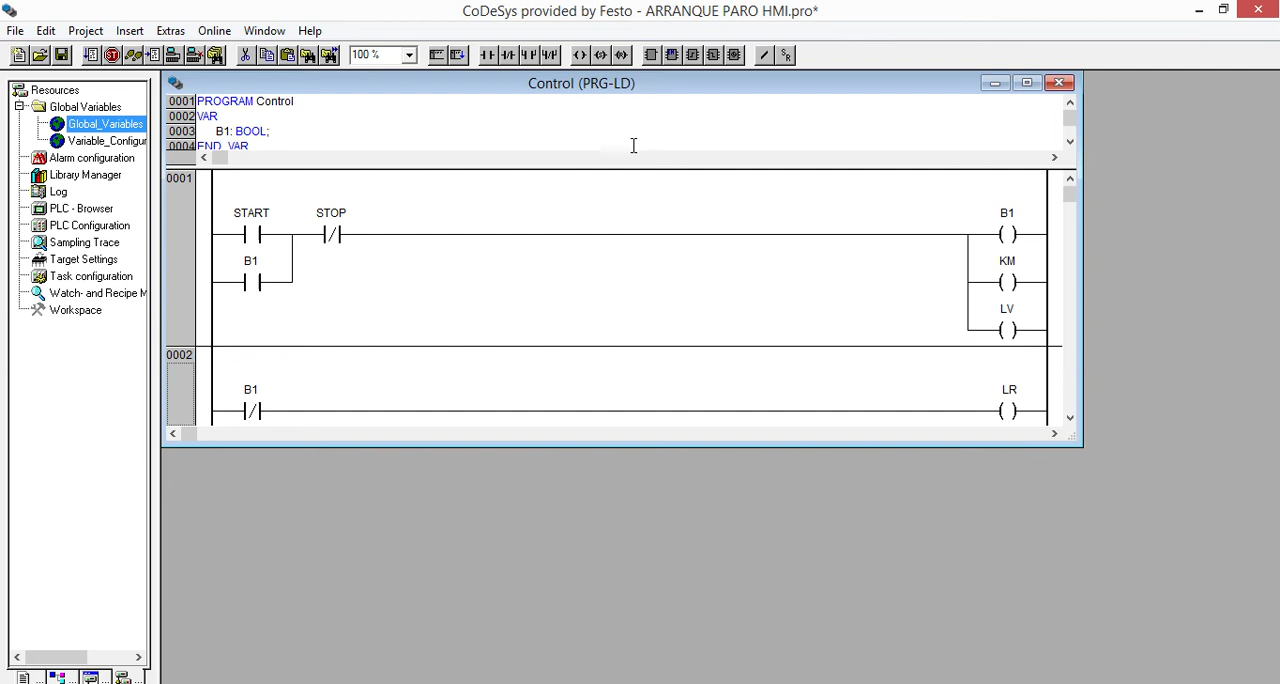 CoDeSys provided by Festo - ARRANQUE PARO HMI.pro*
File Edit Project Insert Extras Online Window Help
100 %
Resources
Global Variables
Global_Variables
Variable_Configur
Alarm configuration
Library Manager
Log
PLC - Browser
PLC Configuration
Sampling Trace
Target Settings
Task configuration
Watch- and Recipe M
Workspace
Control (PRG-LD)
0001 PROGRAM Control
0002 VAR
0003 B1: BOOL;
0004 END_VAR
0001
START STOP B1
B1 KM
LV
0002
B1 LR